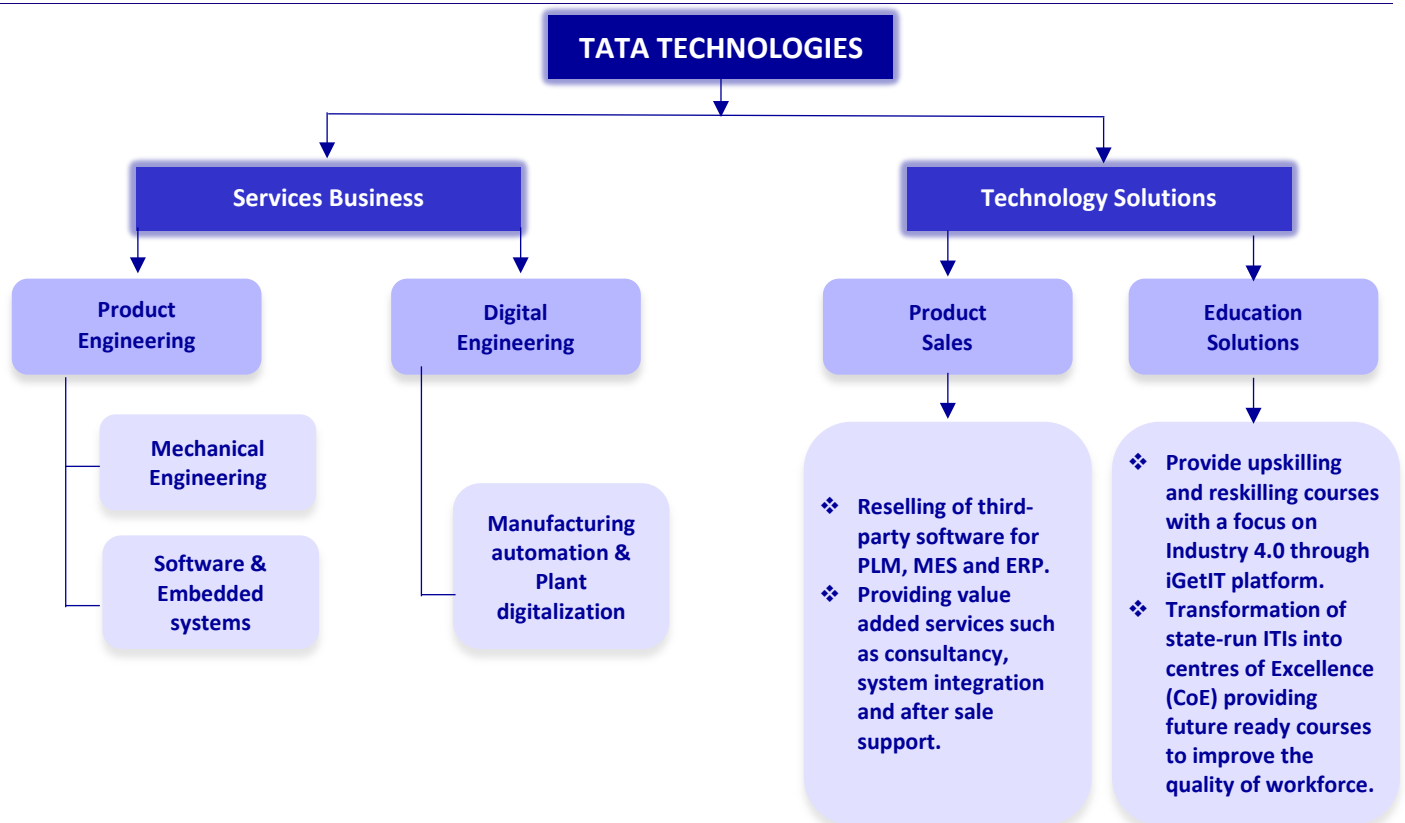 TATA TECHNOLOGIES
Services Business
Technology Solutions
Product
Engineering
Digital
Engineering
Product
Sales
Education
Solutions
Mechanical
Engineering
Software &
Embedded
systems
Manufacturing
automation &
Plant
digitalization
❖ Reselling of third-
party software for
PLM, MES and ERP.
❖ Providing value
added services such
as consultancy,
system integration
and after sale
support.
❖ Provide upskilling
and reskilling courses
with a focus on
Industry 4.0 through
iGetIT platform.
❖ Transformation of
state-run ITIs into
centres of Excellence
(CoE) providing
future ready courses
to improve the
quality of workforce.